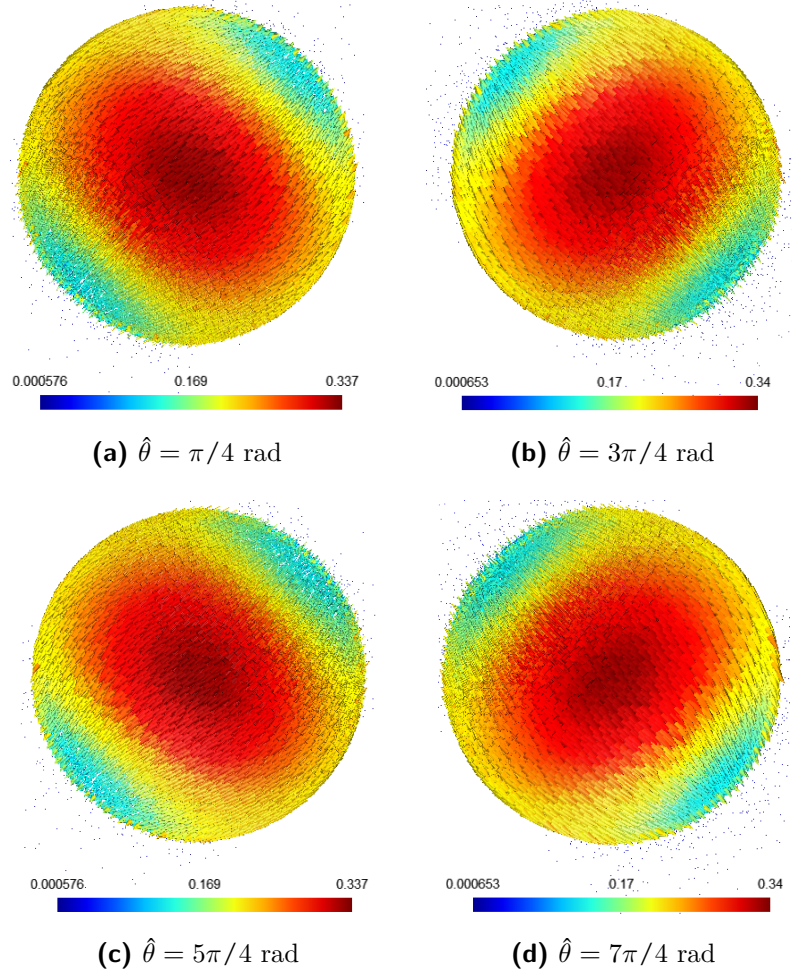 0.000576 0.169 0.337
0.000653 0.17 0.34
(a) θ̂ = π/4 rad
(b) θ̂ = 3π/4 rad
0.000576 0.169 0.337
0.000653 0.17 0.34
(c) θ̂ = 5π/4 rad
(d) θ̂ = 7π/4 rad